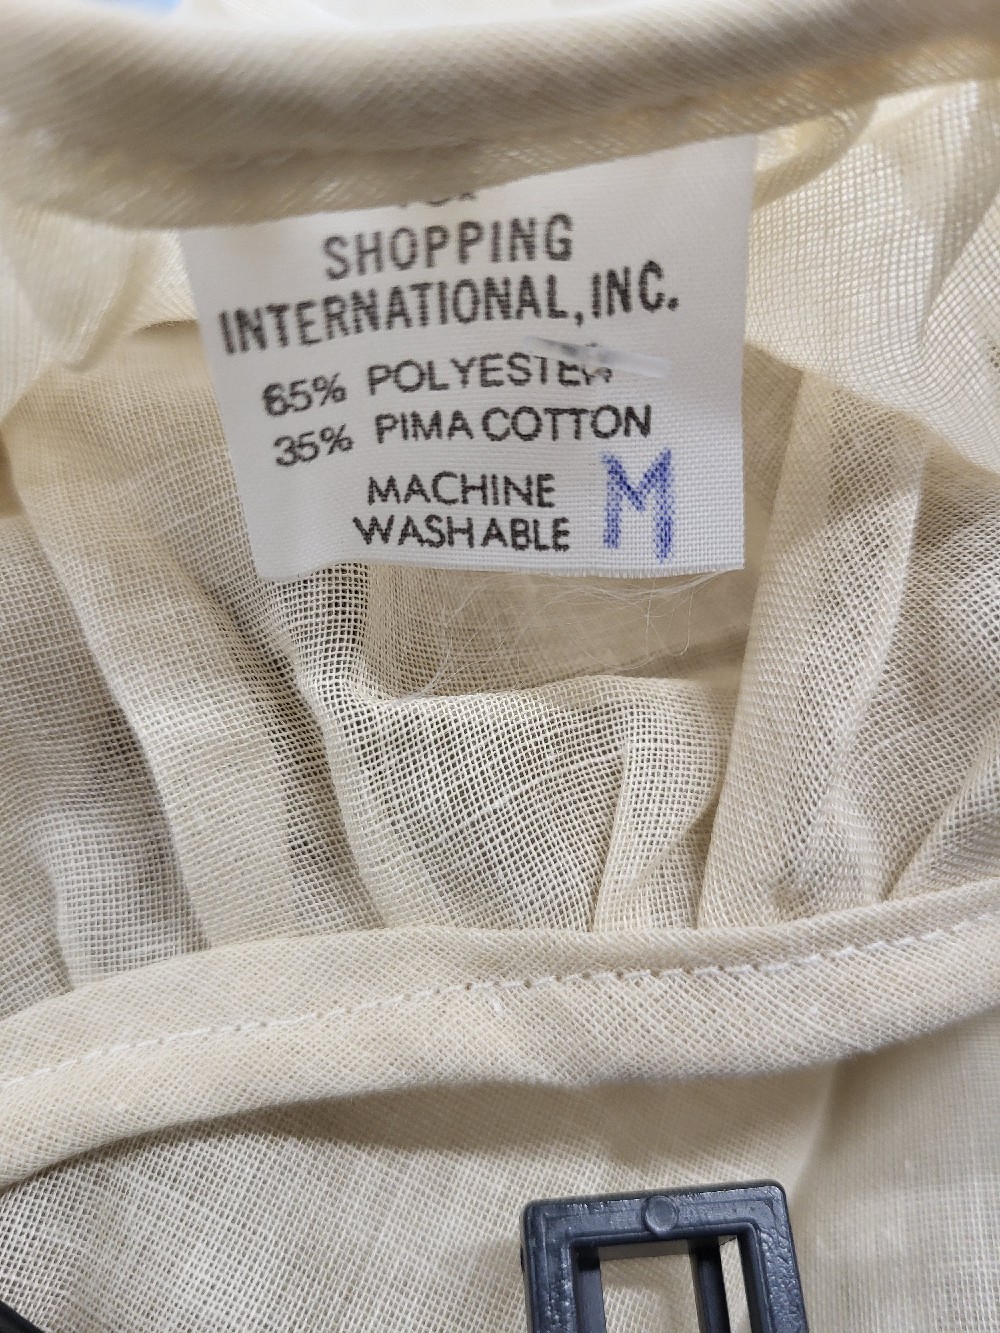 SHOPPING
INTERNATIONAL, INC.
65% POLYESTER
35% PIMA COTTON
MACHINE
WASHABLE M